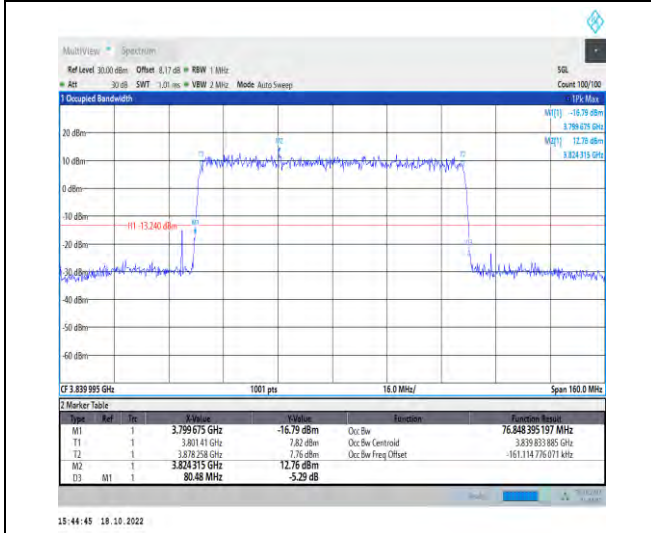 MultiView Spectrum
Ref Level 30.00 dBm Offset 8.17 dB RBW 1 MHz SGL
Att 30 dB SWT 1.01 ms VBW 2 MHz Mode Auto Sweep Count 100/100
1 Occupied Bandwidth 1Pk Max
M1[1] -16.79 dBm
3.799 675 GHz
M2[1] 12.76 dBm
3.824 315 GHz
20 dBm
M2
T1 T2
10 dBm
0 dBm
-10 dBm
H1 -13.240 dBm
M1
-20 dBm
-30 dBm
-40 dBm
-50 dBm
-60 dBm
CF 3.839 995 GHz 1001 pts 16.0 MHz/ Span 160.0 MHz
2 Marker Table
Type Ref Trc X-Value Y-Value Function Function Result
M1 1 3.799 675 GHz -16.79 dBm Occ Bw 76.848 395 197 MHz
T1 1 3.801 41 GHz 7.82 dBm Occ Bw Centroid 3.839 833 885 GHz
T2 1 3.878 258 GHz 7.76 dBm Occ Bw Freq Offset -161.114 776 071 kHz
M2 1 3.824 315 GHz 12.76 dBm
D3 M1 1 80.48 MHz -5.29 dB
15:44:45 18.10.2022